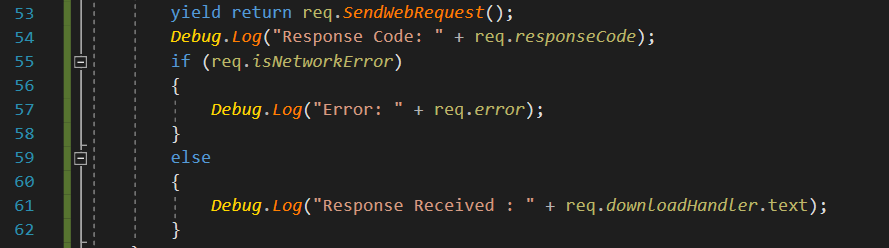 53 yield return req.SendWebRequest();
54 Debug.Log("Response Code: " + req.responseCode);
55 if (req.isNetworkError)
56 {
57 Debug.Log("Error: " + req.error);
58 }
59 else
60 {
61 Debug.Log("Response Received : " + req.downloadHandler.text);
62 }